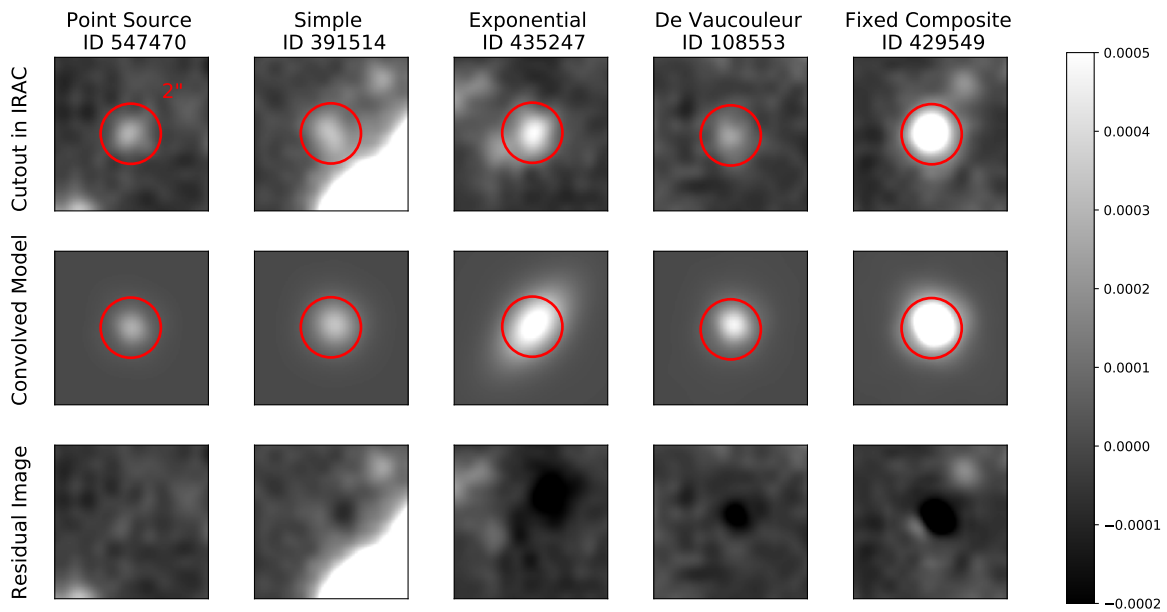 Point Source
ID 547470
Simple
ID 391514
Exponential
ID 435247
De Vaucouleur
ID 108553
Fixed Composite
ID 429549
Cutout in IRAC
2"
Convolved Model
Residual Image
0.0005
0.0004
0.0003
0.0002
0.0001
0.0000
−0.0001
−0.0002